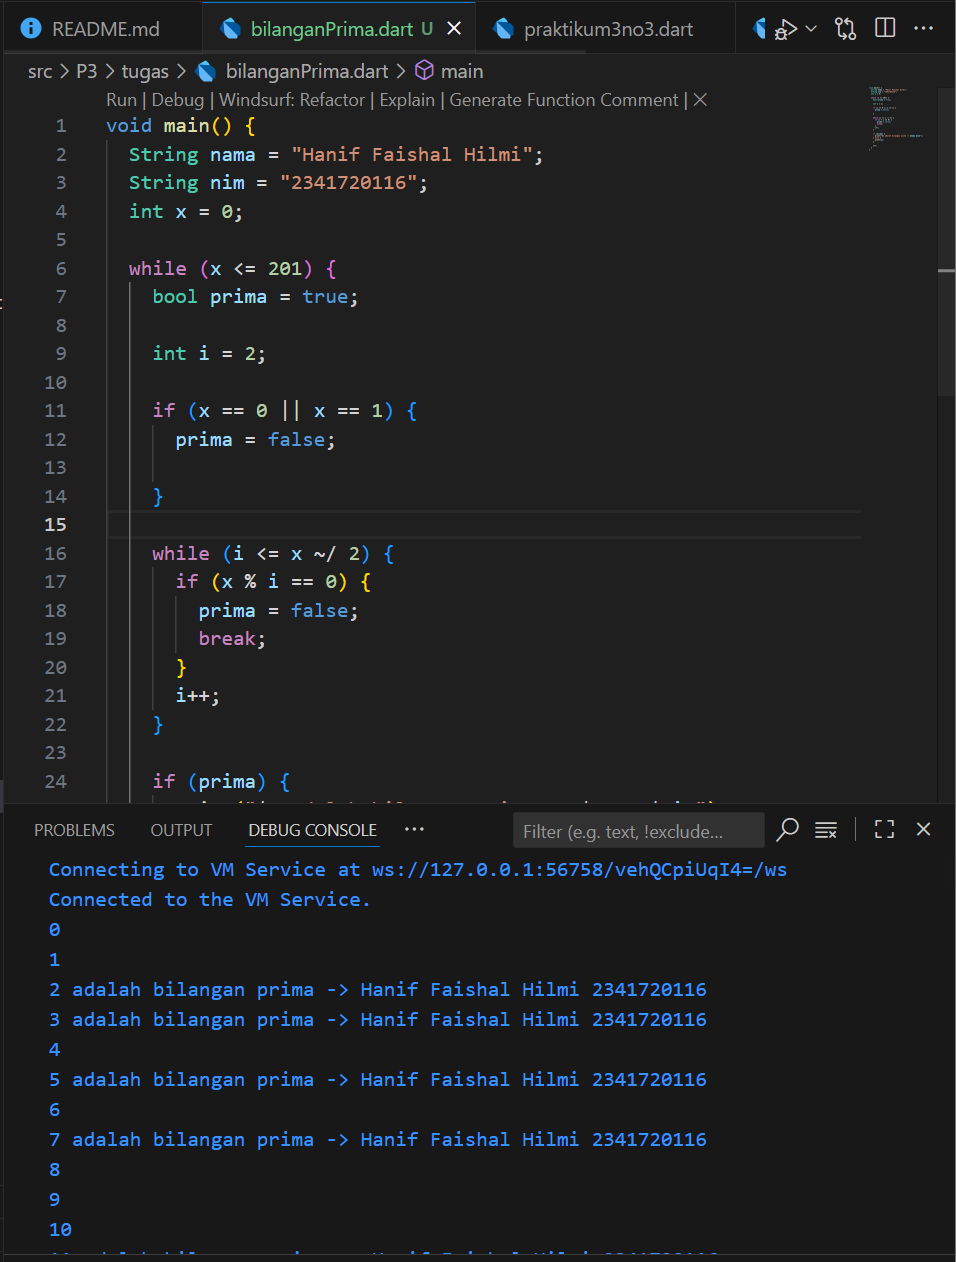 README.md bilanganPrima.dart U praktikum3no3.dart
src > P3 > tugas > bilanganPrima.dart > main
Run | Debug | Windsurf: Refactor | Explain | Generate Function Comment | ×
1 void main() {
2 String nama = "Hanif Faishal Hilmi";
3 String nim = "2341720116";
4 int x = 0;
5
6 while (x <= 201) {
7 bool prima = true;
8
9 int i = 2;
10
11 if (x == 0 || x == 1) {
12 prima = false;
13
14 }
15
16 while (i <= x ~/ 2) {
17 if (x % i == 0) {
18 prima = false;
19 break;
20 }
21 i++;
22 }
23
24 if (prima) {
PROBLEMS OUTPUT DEBUG CONSOLE ··· Filter (e.g. text, !exclude...
Connecting to VM Service at ws://127.0.0.1:56758/vehQCpiUqI4=/ws
Connected to the VM Service.
0
1
2 adalah bilangan prima -> Hanif Faishal Hilmi 2341720116
3 adalah bilangan prima -> Hanif Faishal Hilmi 2341720116
4
5 adalah bilangan prima -> Hanif Faishal Hilmi 2341720116
6
7 adalah bilangan prima -> Hanif Faishal Hilmi 2341720116
8
9
10